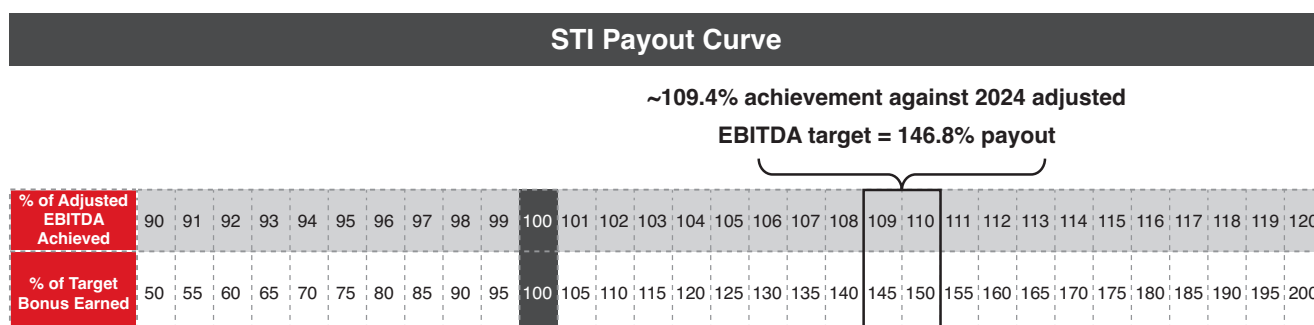 STI Payout Curve
~109.4% achievement against 2024 adjusted
EBITDA target = 146.8% payout
% of Adjusted
EBITDA
Achieved
90 91 92 93 94 95 96 97 98 99 100 101 102 103 104 105 106 107 108 109 110 111 112 113 114 115 116 117 118 119 120
% of Target
Bonus Earned
50 55 60 65 70 75 80 85 90 95 100 105 110 115 120 125 130 135 140 145 150 155 160 165 170 175 180 185 190 195 200